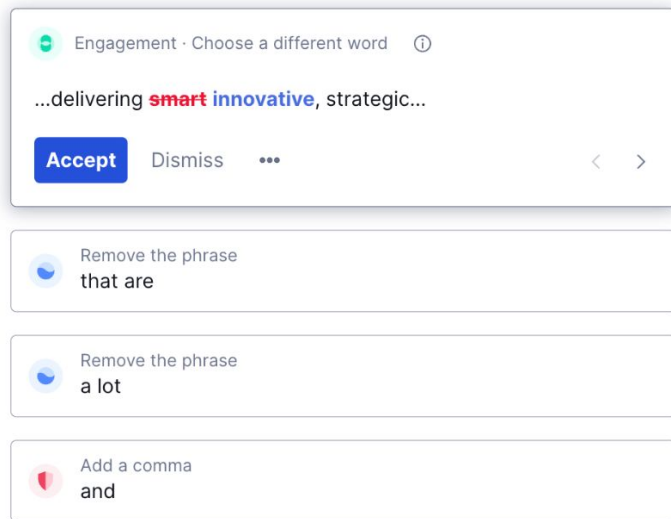 Engagement · Choose a different word
...delivering smart innovative, strategic...
Accept Dismiss
Remove the phrase
that are
Remove the phrase
a lot
Add a comma
and